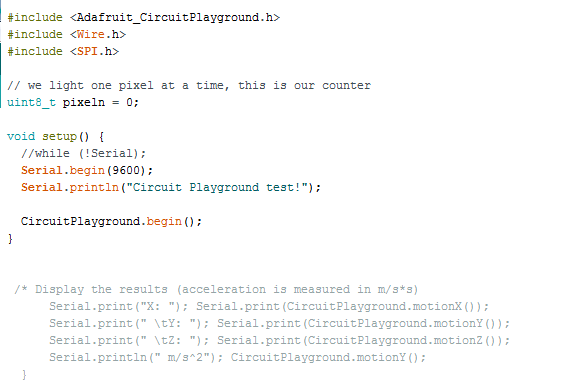 #include <Adafruit_CircuitPlayground.h>
#include <Wire.h>
#include <SPI.h>
// we light one pixel at a time, this is our counter
uint8_t pixeln = 0;
void setup() {
//while (!Serial);
Serial.begin(9600);
Serial.println("Circuit Playground test!");
CircuitPlayground.begin();
}
/* Display the results (acceleration is measured in m/s*s)
Serial.print("X: "); Serial.print(CircuitPlayground.motionX());
Serial.print(" \tY: "); Serial.print(CircuitPlayground.motionY());
Serial.print(" \tZ: "); Serial.print(CircuitPlayground.motionZ());
Serial.println(" m/s^2"); CircuitPlayground.motionY();
}